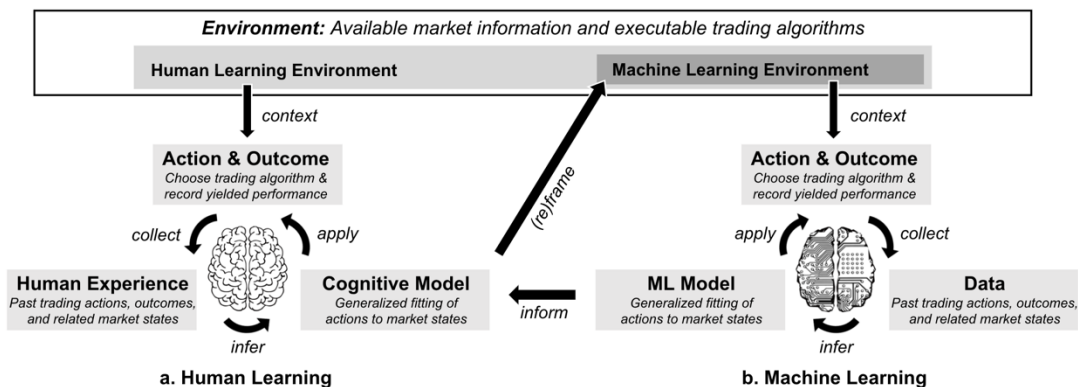 Environment: Available market information and executable trading algorithms
Human Learning Environment
Machine Learning Environment
context
context
Action & Outcome
Choose trading algorithm &
record yielded performance
Action & Outcome
Choose trading algorithm &
record yielded performance
(re)frame
collect
apply
apply
collect
Human Experience
Past trading actions, outcomes,
and related market states
Cognitive Model
Generalized fitting of
actions to market states
inform
ML Model
Generalized fitting of
actions to market states
Data
Past trading actions, outcomes,
and related market states
infer
infer
a. Human Learning
b. Machine Learning